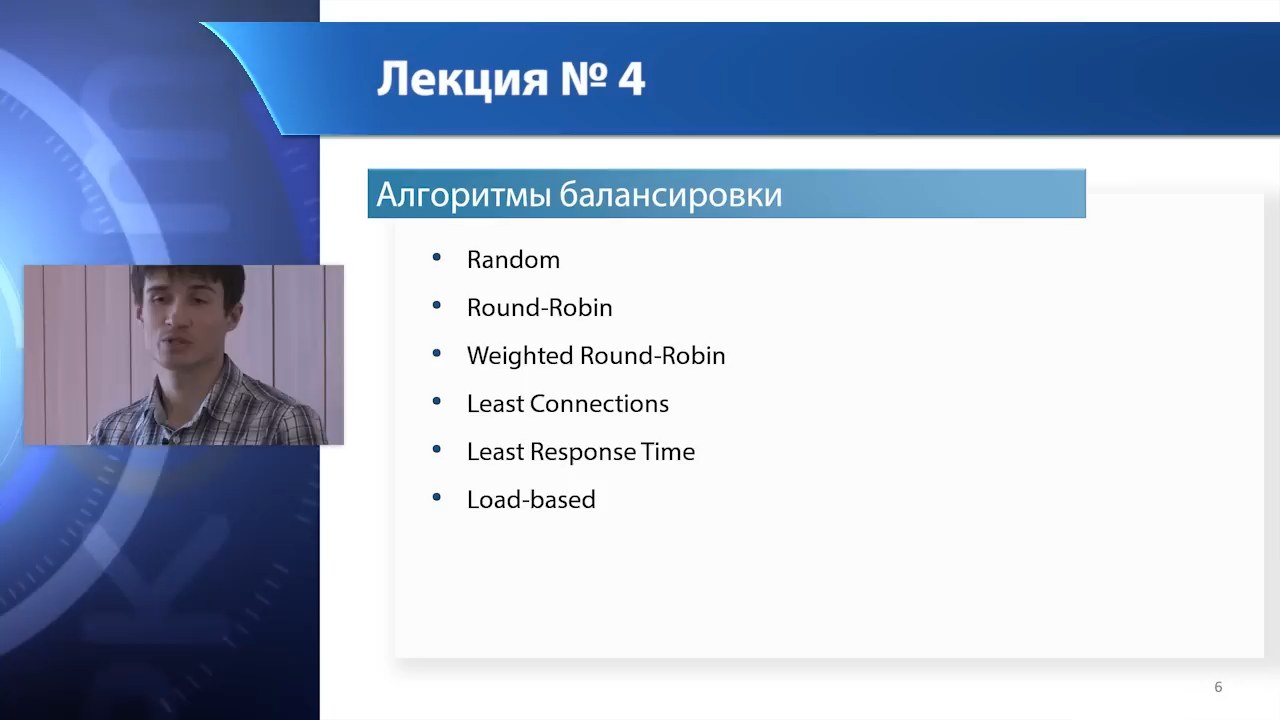 Лекция № 4
Алгоритмы балансировки
Random
Round-Robin
Weighted Round-Robin
Least Connections
Least Response Time
Load-based
6